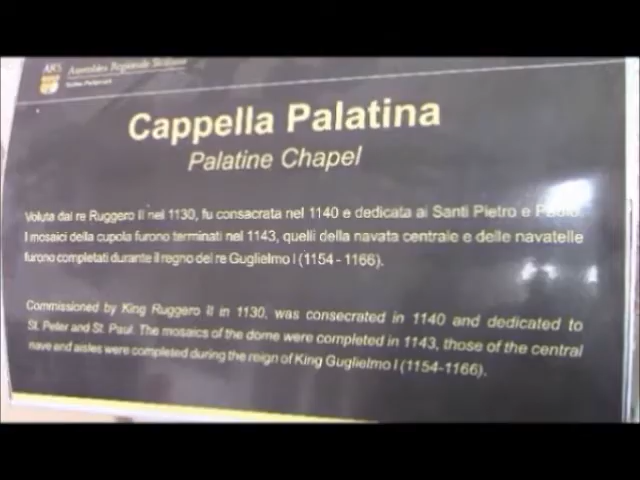 ARS Assemblea Regionale Siciliana
Cappella Palatina
Palatine Chapel
Voluta dal re Ruggero II nel 1130, fu consacrata nel 1140 e dedicata ai Santi Pietro e Paolo.
I mosaici della cupola furono terminati nel 1143, quelli della navata centrale e delle navatelle
furono completati durante il regno del re Guglielmo I (1154 - 1166).
Commissioned by King Ruggero II in 1130, was consecrated in 1140 and dedicated to
St. Peter and St. Paul. The mosaics of the dome were completed in 1143, those of the central
nave and aisles were completed during the reign of King Guglielmo I (1154-1166).